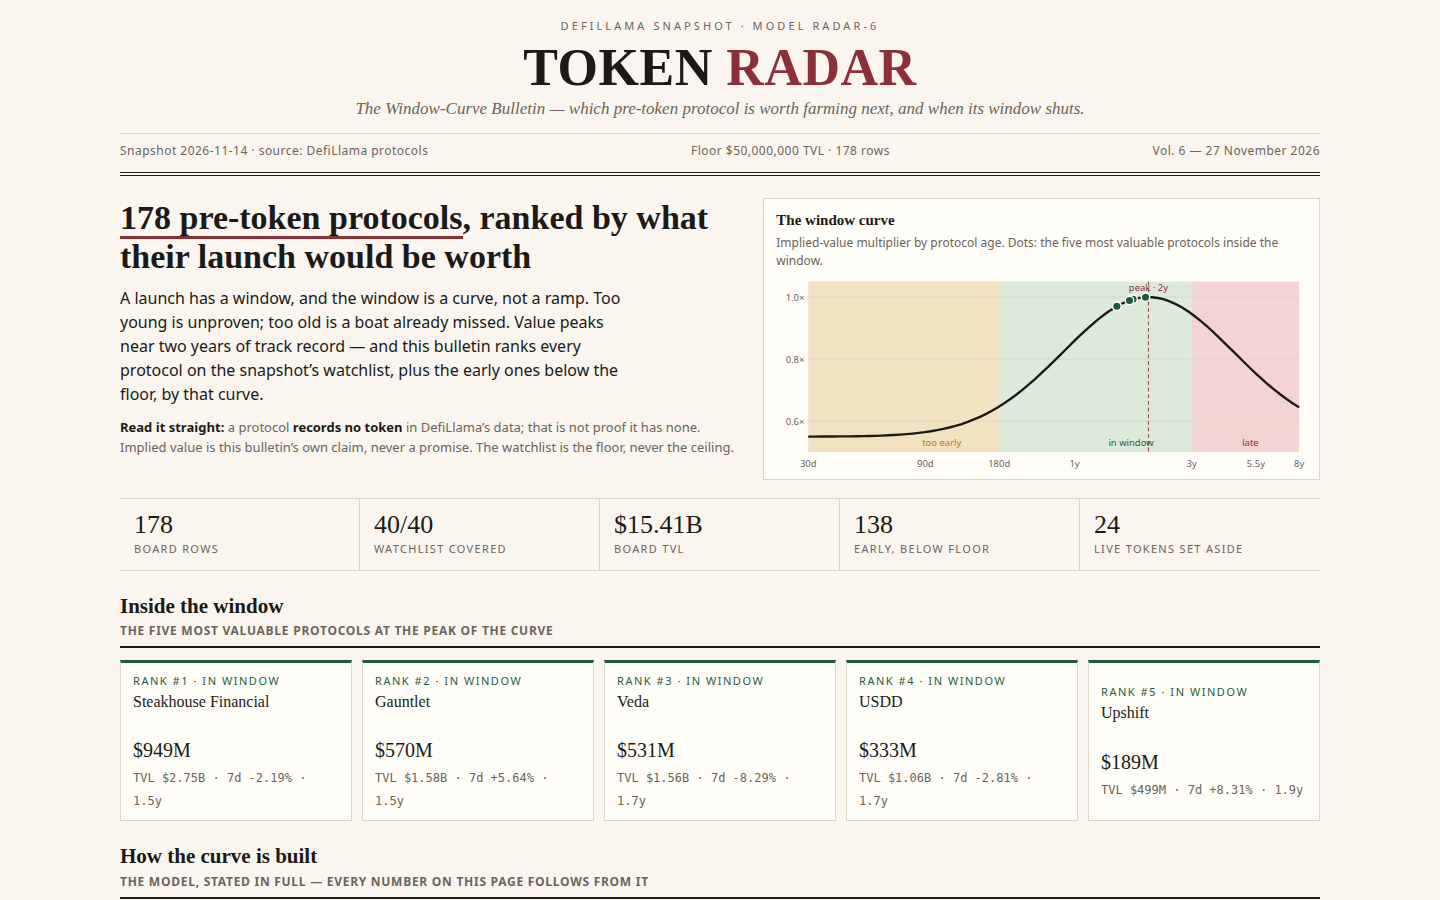 DEFILLAMA SNAPSHOT · MODEL RADAR-6
TOKEN RADAR
The Window-Curve Bulletin — which pre-token protocol is worth farming next, and when its window shuts.
Snapshot 2026-11-14 · source: DefiLlama protocols
Floor $50,000,000 TVL · 178 rows
Vol. 6 — 27 November 2026
178 pre-token protocols, ranked by what
their launch would be worth
A launch has a window, and the window is a curve, not a ramp. Too
young is unproven; too old is a boat already missed. Value peaks
near two years of track record — and this bulletin ranks every
protocol on the snapshot’s watchlist, plus the early ones below the
floor, by that curve.
Read it straight: a protocol records no token in DefiLlama’s data; that is not proof it has none.
Implied value is this bulletin’s own claim, never a promise. The watchlist is the floor, never the ceiling.
The window curve
Implied-value multiplier by protocol age. Dots: the five most valuable protocols inside the
window.
peak · 2y
1.0×
0.8×
0.6×
too early
in window
late
30d
90d
180d
1y
3y
5.5y
8y
178
BOARD ROWS
40/40
WATCHLIST COVERED
$15.41B
BOARD TVL
138
EARLY, BELOW FLOOR
24
LIVE TOKENS SET ASIDE
Inside the window
THE FIVE MOST VALUABLE PROTOCOLS AT THE PEAK OF THE CURVE
RANK #1 · IN WINDOW
Steakhouse Financial
$949M
TVL $2.75B · 7d -2.19% ·
1.5y
RANK #2 · IN WINDOW
Gauntlet
$570M
TVL $1.58B · 7d +5.64% ·
1.5y
RANK #3 · IN WINDOW
Veda
$531M
TVL $1.56B · 7d -8.29% ·
1.7y
RANK #4 · IN WINDOW
USDD
$333M
TVL $1.06B · 7d -2.81% ·
1.7y
RANK #5 · IN WINDOW
Upshift
$189M
TVL $499M · 7d +8.31% · 1.9y
How the curve is built
THE MODEL, STATED IN FULL — EVERY NUMBER ON THIS PAGE FOLLOWS FROM IT